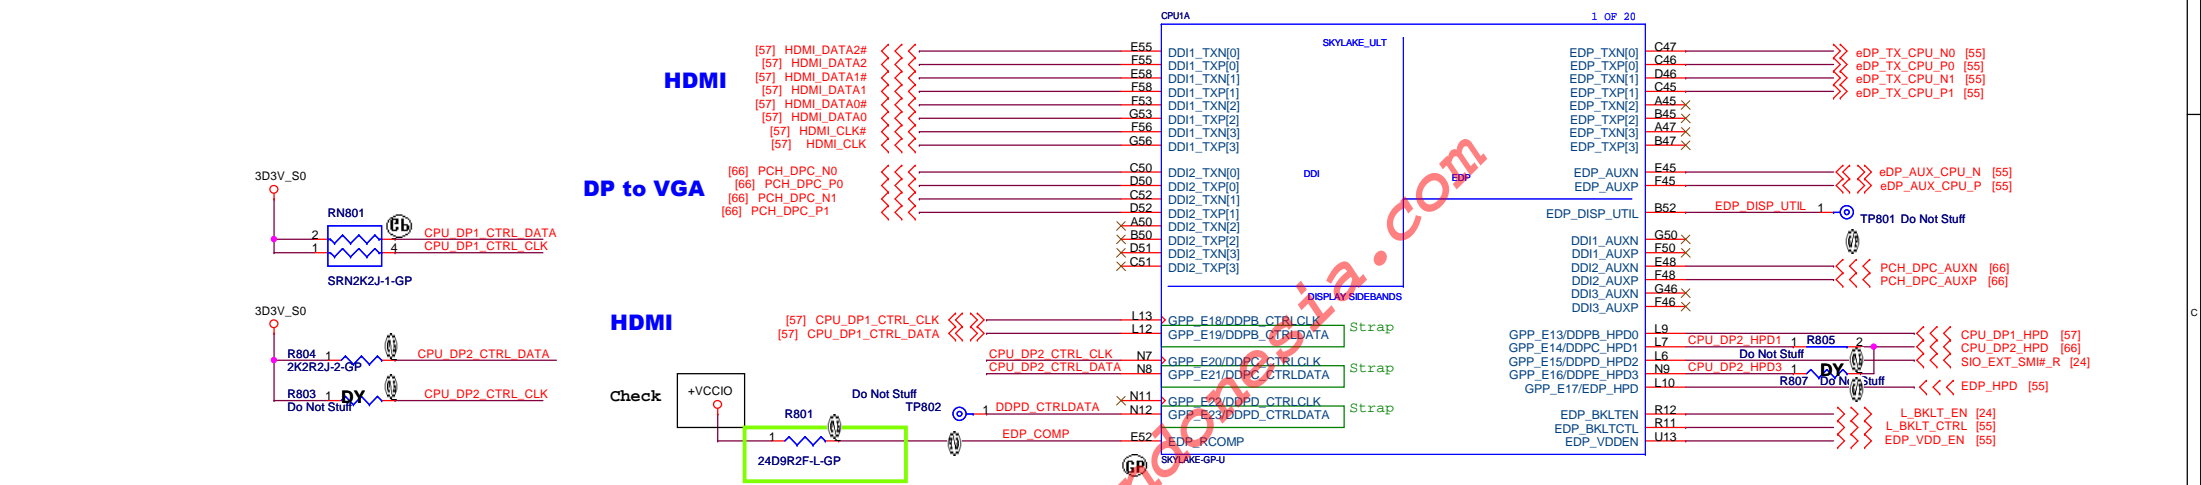 CPU1A
1 OF 20
SKYLAKE_ULT
HDMI
[57] HDMI_DATA2#
[57] HDMI_DATA2
[57] HDMI_DATA1#
[57] HDMI_DATA1
[57] HDMI_DATA0#
[57] HDMI_DATA0
[57] HDMI_CLK#
[57] HDMI_CLK
E55 DDI1_TXN[0]
F55 DDI1_TXP[0]
E58 DDI1_TXN[1]
F58 DDI1_TXP[1]
F53 DDI1_TXN[2]
G53 DDI1_TXP[2]
F56 DDI1_TXN[3]
G56 DDI1_TXP[3]
EDP_TXN[0] C47 eDP_TX_CPU_N0 [55]
EDP_TXP[0] C46 eDP_TX_CPU_P0 [55]
EDP_TXN[1] D46 eDP_TX_CPU_N1 [55]
EDP_TXP[1] C45 eDP_TX_CPU_P1 [55]
EDP_TXN[2] A45
EDP_TXP[2] B45
EDP_TXN[3] A47
EDP_TXP[3] B47
DP to VGA
[66] PCH_DPC_N0
[66] PCH_DPC_P0
[66] PCH_DPC_N1
[66] PCH_DPC_P1
C50 DDI2_TXN[0]
D50 DDI2_TXP[0]
C52 DDI2_TXN[1]
D52 DDI2_TXP[1]
A50 DDI2_TXN[2]
B50 DDI2_TXP[2]
D51 DDI2_TXN[3]
C51 DDI2_TXP[3]
DDI
EDP
EDP_AUXN E45 eDP_AUX_CPU_N [55]
EDP_AUXP F45 eDP_AUX_CPU_P [55]
EDP_DISP_UTIL B52 EDP_DISP_UTIL 1 TP801 Do Not Stuff
DDI1_AUXN G50
DDI1_AUXP F50
DDI2_AUXN E48 PCH_DPC_AUXN [66]
DDI2_AUXP F48 PCH_DPC_AUXP [66]
DDI3_AUXN G46
DDI3_AUXP F46
3D3V_S0
RN801
2 CPU_DP1_CTRL_DATA
1 4 CPU_DP1_CTRL_CLK
SRN2K2J-1-GP
3D3V_S0
R804 1 CPU_DP2_CTRL_DATA
2K2R2J-2-GP
R803 1 DY CPU_DP2_CTRL_CLK
Do Not Stuff
DISPLAY SIDEBANDS
HDMI
[57] CPU_DP1_CTRL_CLK L13 GPP_E18/DDPB_CTRLCLK
[57] CPU_DP1_CTRL_DATA L12 GPP_E19/DDPB_CTRLDATA Strap
CPU_DP2_CTRL_CLK N7 GPP_E20/DDPC_CTRLCLK
CPU_DP2_CTRL_DATA N8 GPP_E21/DDPC_CTRLDATA Strap
N11 GPP_E22/DDPD_CTRLCLK
Do Not Stuff
TP802 1 DDPD_CTRLDATA N12 GPP_E23/DDPD_CTRLDATA Strap
Check
+VCCIO
R801
1 EDP_COMP E52 EDP_RCOMP
24D9R2F-L-GP
SKYLAKE-GP-U
GPP_E13/DDPB_HPD0 L9 CPU_DP1_HPD [57]
GPP_E14/DDPC_HPD1 L7 CPU_DP2_HPD1 1 R805 2 CPU_DP2_HPD [66]
Do Not Stuff
GPP_E15/DDPD_HPD2 L6 SIO_EXT_SMI#_R [24]
GPP_E16/DDPE_HPD3 N9 CPU_DP2_HPD3 1 DY
R807 Do Not Stuff
GPP_E17/EDP_HPD L10 EDP_HPD [55]
EDP_BKLTEN R12 L_BKLT_EN [24]
EDP_BKLTCTL R11 L_BKLT_CTRL [55]
EDP_VDDEN U13 EDP_VDD_EN [55]
GP
C
ndonesia.com